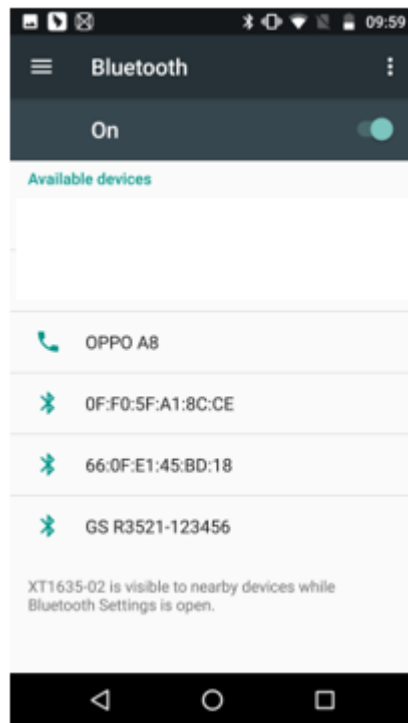 09:59
Bluetooth
On
Available devices
OPPO A8
0F:F0:5F:A1:8C:CE
66:0F:E1:45:BD:18
GS R3521-123456
XT1635-02 is visible to nearby devices while
Bluetooth Settings is open.